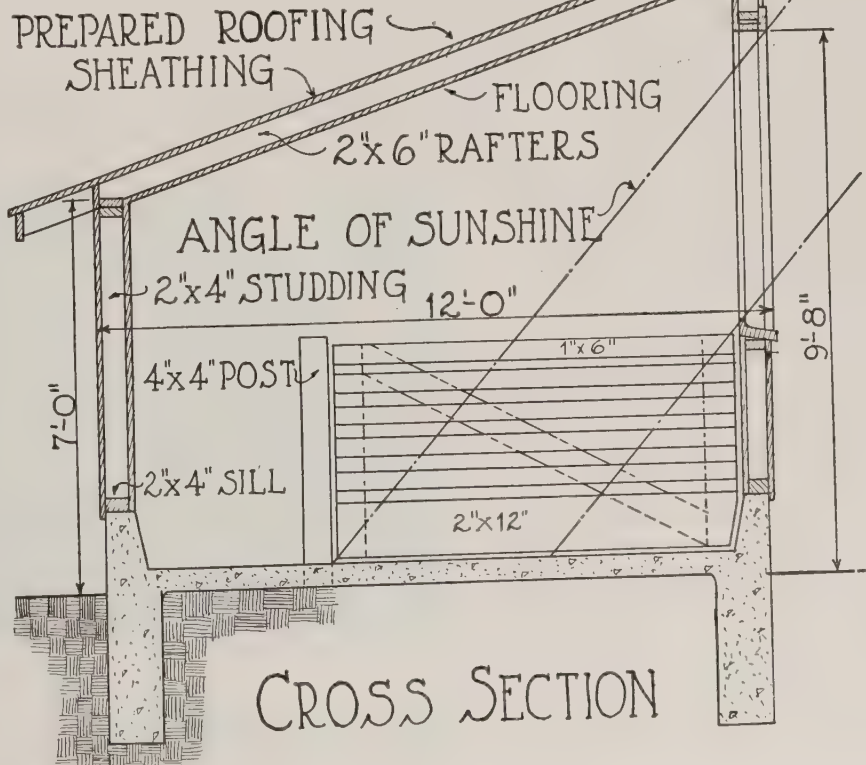 PREPARED ROOFING
SHEATHING
FLOORING
2"x6" RAFTERS
ANGLE OF SUNSHINE
2"x4" STUDDING
12'-0"
1"x6"
9'-8"
4"x4" POST
7'-0"
2"x4" SILL
2"x12"
CROSS SECTION